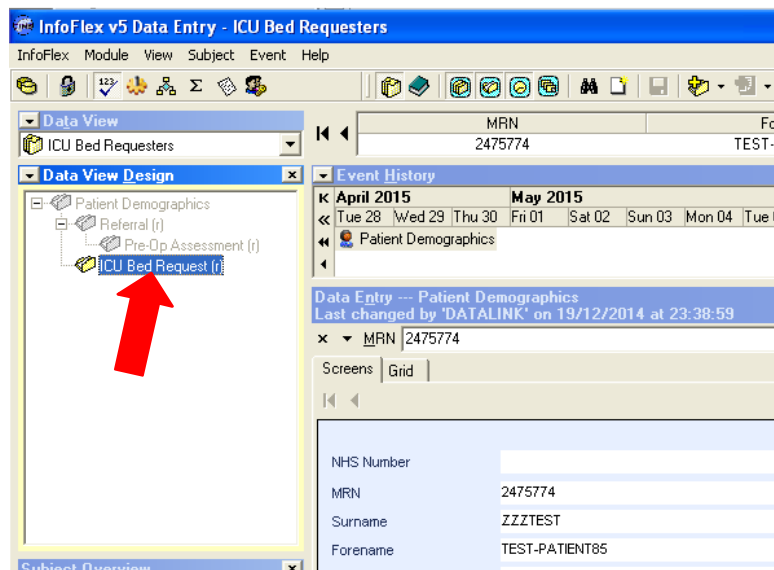 InfoFlex v5 Data Entry - ICU Bed Requesters
InfoFlex Module View Subject Event Help
123
Σ
Data View
ICU Bed Requesters
MRN
2475774
TEST-
Data View Design
Patient Demographics
Referral (r)
Pre-Op Assessment (r)
ICU Bed Request (r)
Event History
April 2015 May 2015
Tue 28 Wed 29 Thu 30 Fri 01 Sat 02 Sun 03 Mon 04 Tue
Patient Demographics
Data Entry --- Patient Demographics
Last changed by 'DATALINK' on 19/12/2014 at 23:38:59
MRN 2475774
Screens Grid
NHS Number
MRN 2475774
Surname ZZZTEST
Forename TEST-PATIENT85
Subject Overview